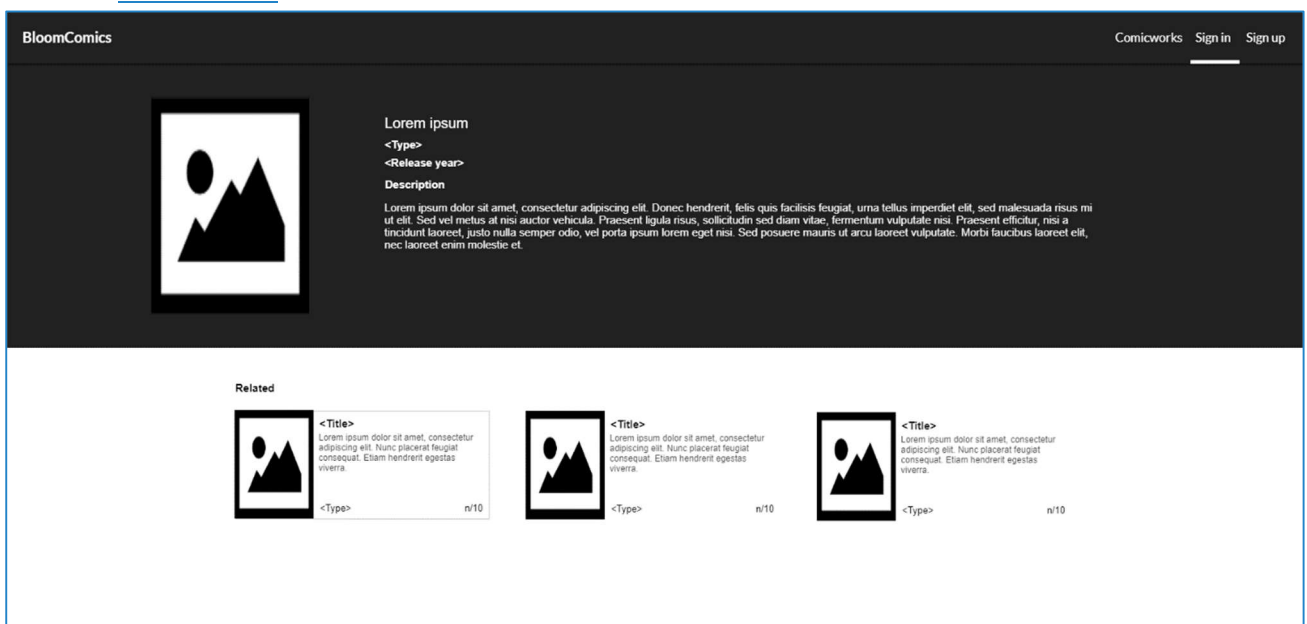 BloomComics
Comicworks Sign in Sign up
Lorem ipsum
<Type>
<Release year>
Description
Lorem ipsum dolor sit amet, consectetur adipiscing elit. Donec hendrerit, felis quis facilisis feugiat, urna tellus imperdiet elit, sed malesuada risus mi
ut elit. Sed vel metus at nisi auctor vehicula. Praesent ligula risus, sollicitudin sed diam vitae, fermentum vulputate nisi. Praesent efficitur, nisi a
tincidunt laoreet, justo nulla semper odio, vel porta ipsum lorem eget nisi. Sed posuere mauris ut arcu laoreet vulputate. Morbi faucibus laoreet elit,
nec laoreet enim molestie et.
Related
<Title>
Lorem ipsum dolor sit amet, consectetur
adipiscing elit. Nunc placerat feugiat
consequat. Etiam hendrerit egestas
viverra.
<Type> n/10
<Title>
Lorem ipsum dolor sit amet, consectetur
adipiscing elit. Nunc placerat feugiat
consequat. Etiam hendrerit egestas
viverra.
<Type> n/10
<Title>
Lorem ipsum dolor sit amet, consectetur
adipiscing elit. Nunc placerat feugiat
consequat. Etiam hendrerit egestas
viverra.
<Type> n/10